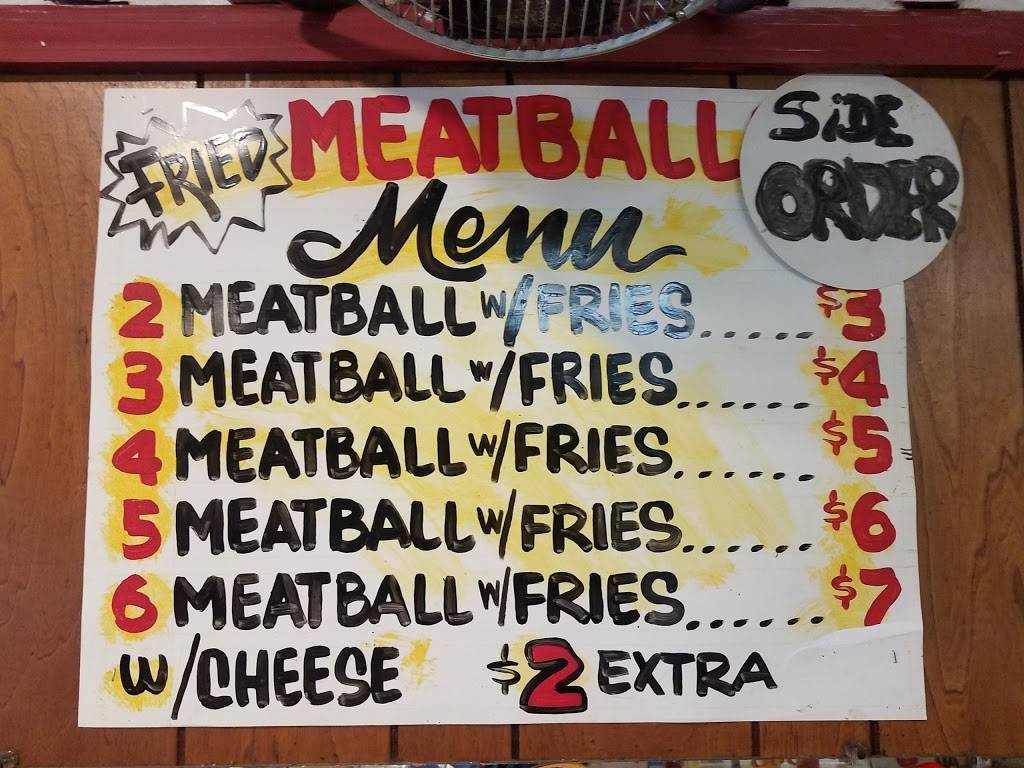 FRIED
MEATBALL
Menu
SiDE
ORDER
2 MEATBALL w/FRIES...... $3
3 MEATBALL w/FRIES....... $4
4 MEATBALL w/FRIES....... $5
5 MEATBALL w/FRIES....... $6
6 MEATBALL w/FRIES....... $7
w/CHEESE $2 EXTRA